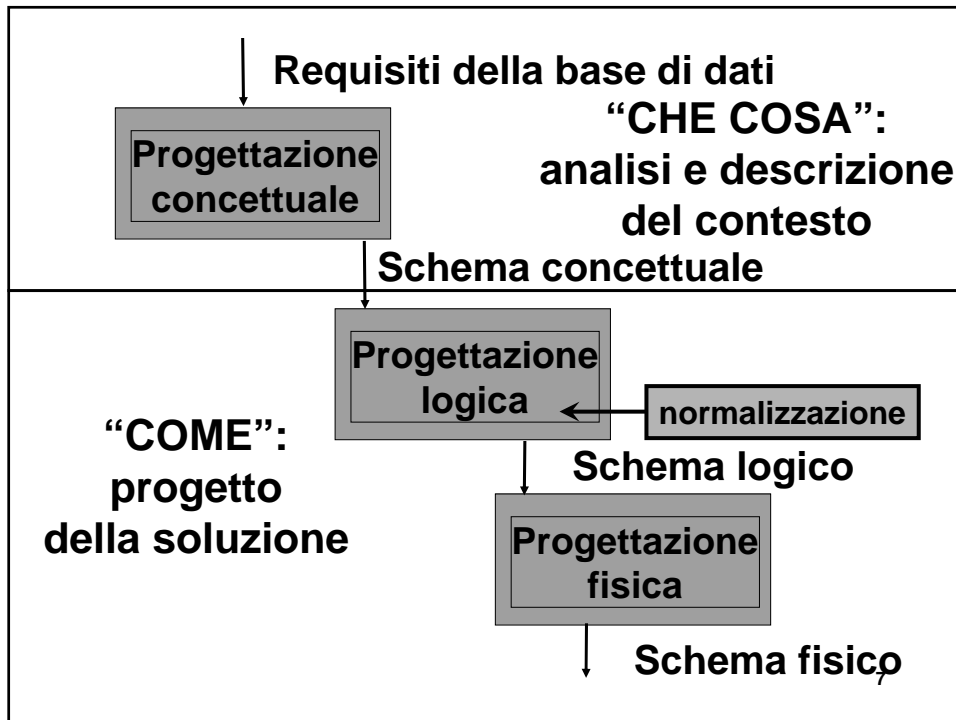 Requisiti della base di dati
“CHE COSA”:
analisi e descrizione
del contesto
Progettazione
concettuale
Schema concettuale
Progettazione
logica
normalizzazione
“COME”:
progetto
della soluzione
Schema logico
Progettazione
fisica
Schema fisico
7